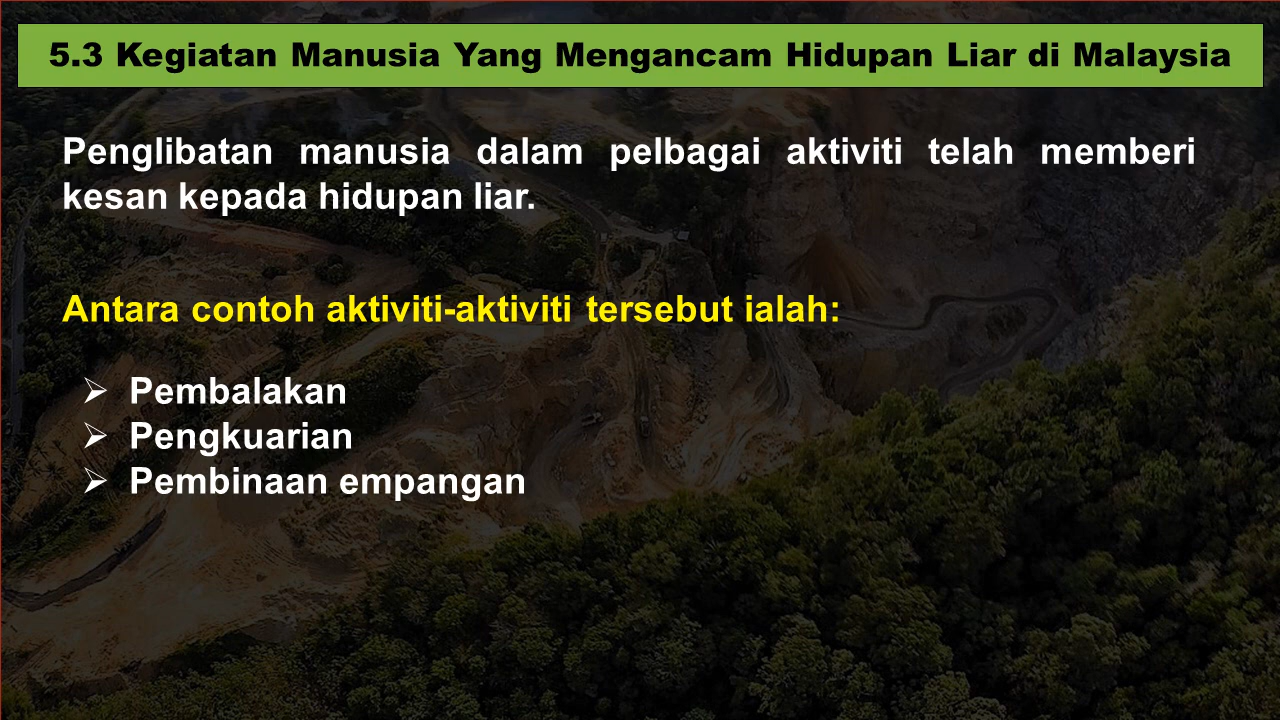 5.3 Kegiatan Manusia Yang Mengancam Hidupan Liar di Malaysia
Penglibatan manusia dalam pelbagai aktiviti telah memberi
kesan kepada hidupan liar.
Antara contoh aktiviti-aktiviti tersebut ialah:
➢ Pembalakan
➢ Pengkuarian
➢ Pembinaan empangan